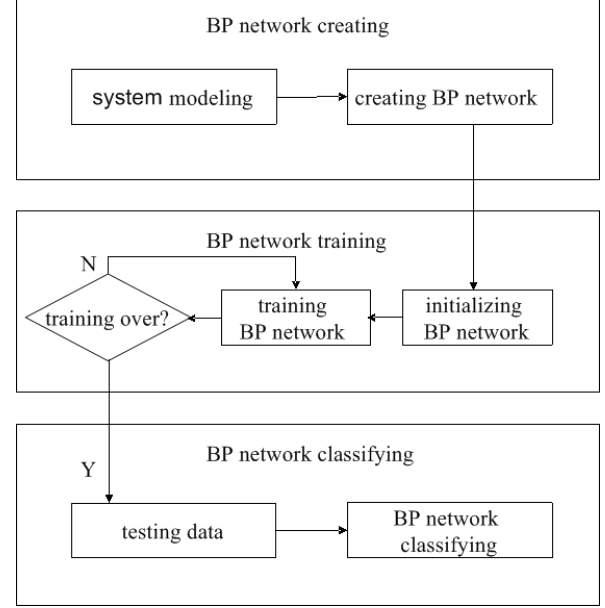 BP network creating
system modeling
creating BP network
BP network training
N
training over?
training
BP network
initializing
BP network
Y
BP network classifying
testing data
BP network
classifying